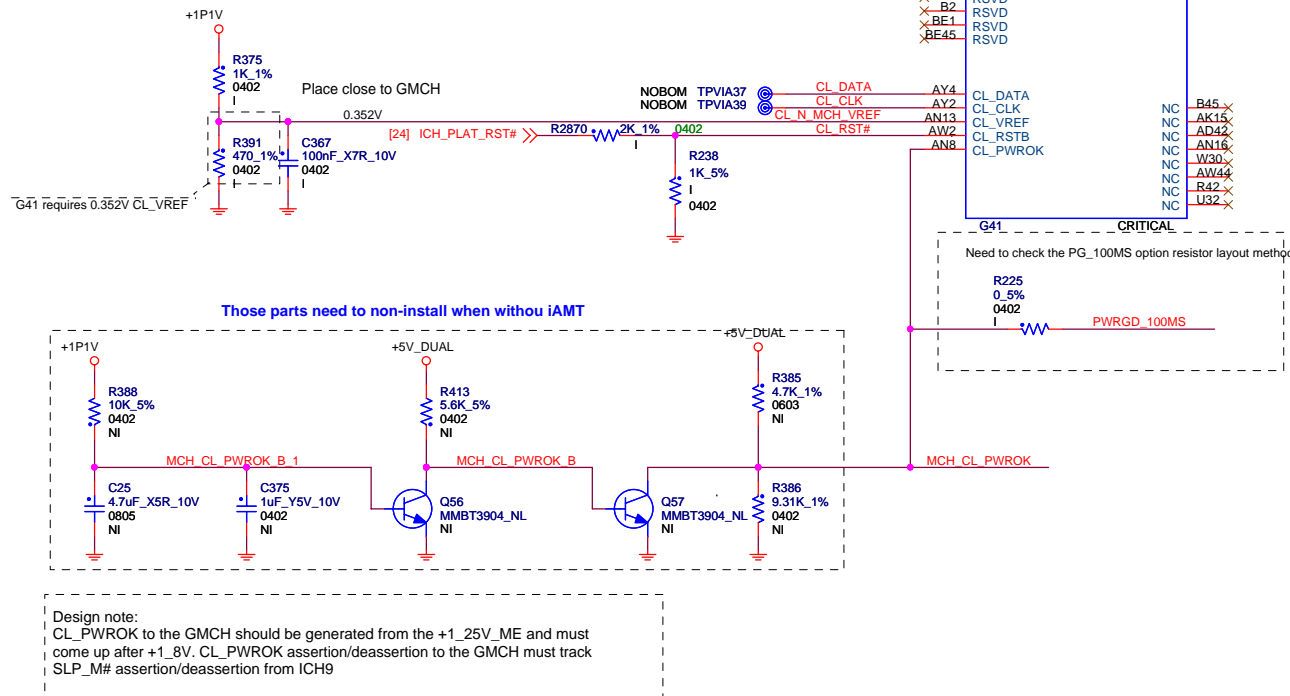 RSVD
B2 RSVD
BE1 RSVD
BE45 RSVD
+1P1V
R375
1K_1%
0402
I
Place close to GMCH
0.352V
R391
470_1%
0402
I
C367
100nF_X7R_10V
0402
I
G41 requires 0.352V CL_VREF
NOBOM TPVIA37 CL_DATA AY4 CL_DATA
NOBOM TPVIA39 CL_CLK AY2 CL_CLK
CL_N_MCH_VREF AN13 CL_VREF
[24] ICH_PLAT_RST# R2870 2K_1% 0402 CL_RST# AW2 CL_RSTB
I
AN8 CL_PWROK
R238
1K_5%
I
0402
NC B45
NC AK15
NC AD42
NC AN16
NC W30
NC AW44
NC R42
NC U32
G41 CRITICAL
Need to check the PG_100MS option resistor layout method
R225
0_5%
0402
I
PWRGD_100MS
Those parts need to non-install when withou iAMT
+1P1V
R388
10K_5%
0402
NI
+5V_DUAL
R413
5.6K_5%
0402
NI
+5V_DUAL
R385
4.7K_1%
0603
NI
MCH_CL_PWROK_B_1
MCH_CL_PWROK_B
MCH_CL_PWROK
C25
4.7uF_X5R_10V
0805
NI
C375
1uF_Y5V_10V
0402
NI
Q56
MMBT3904_NL
NI
Q57
MMBT3904_NL
NI
R386
9.31K_1%
0402
NI
Design note:
CL_PWROK to the GMCH should be generated from the +1_25V_ME and must
come up after +1_8V. CL_PWROK assertion/deassertion to the GMCH must track
SLP_M# assertion/deassertion from ICH9